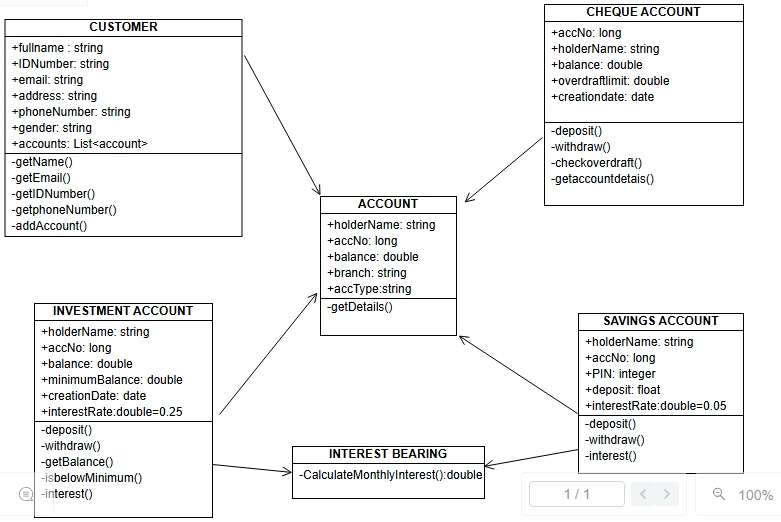 CUSTOMER
+fullname : string
+IDNumber: string
+email: string
+address: string
+phoneNumber: string
+gender: string
+accounts: List<account>
-getName()
-getEmail()
-getIDNumber()
-getphoneNumber()
-addAccount()
CHEQUE ACCOUNT
+accNo: long
+holderName: string
+balance: double
+overdraftlimit: double
+creationdate: date
-deposit()
-withdraw()
-checkoverdraft()
-getaccountdetais()
ACCOUNT
+holderName: string
+accNo: long
+balance: double
+branch: string
+accType:string
-getDetails()
INVESTMENT ACCOUNT
+holderName: string
+accNo: long
+balance: double
+minimumBalance: double
+creationDate: date
+interestRate:double=0.25
-deposit()
-withdraw()
-getBalance()
-isbelowMinimum()
-interest()
SAVINGS ACCOUNT
+holderName: string
+accNo: long
+PIN: integer
+deposit: float
+interestRate:double=0.05
-deposit()
-withdraw()
-interest()
INTEREST BEARING
-CalculateMonthlyInterest():double
1 / 1
100%